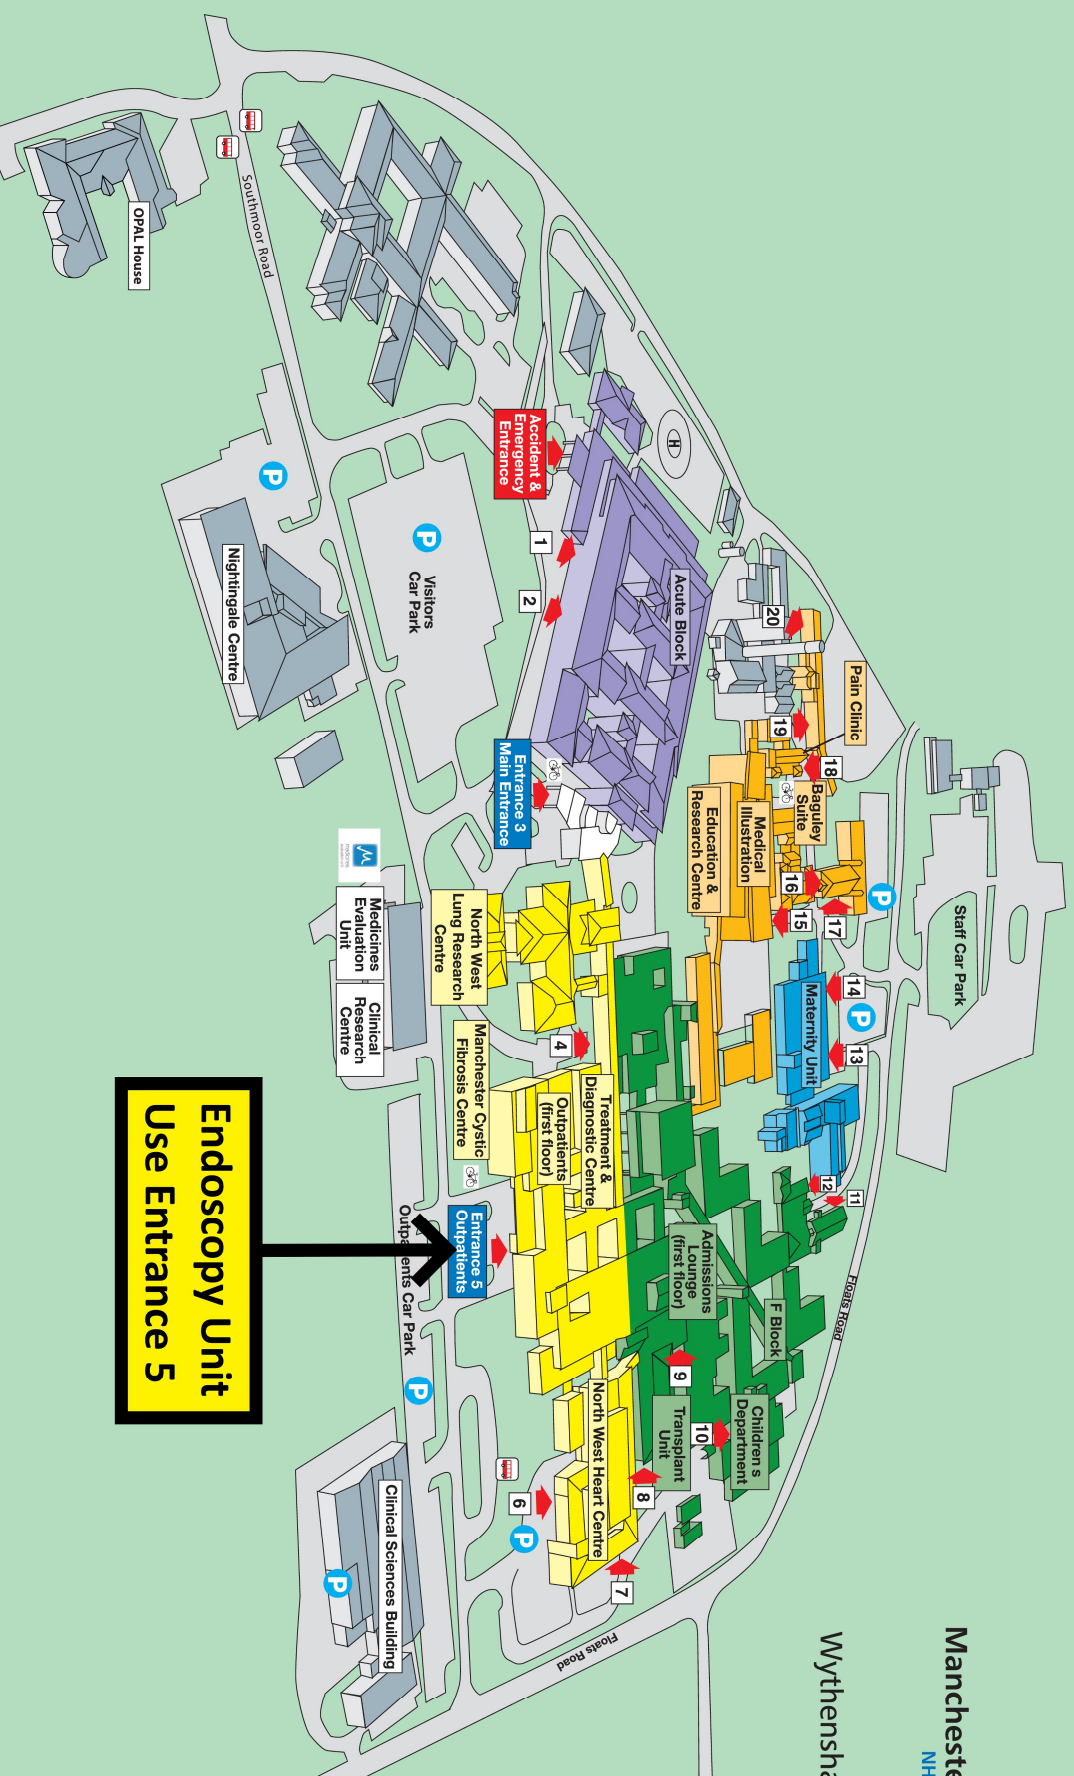 Mancheste
NH
Wythensha
Staff Car Park
Pain Clinic
20
19
18
Baguley
Suite
Medical
Illustration
Education &
Research Centre
16
17
15
14
13
Maternity Unit
12
11
Floats Road
H
Acute Block
Accident &
Emergency
Entrance
1
2
Entrance 3
Main Entrance
Admissions
Lounge
(first floor)
F Block
Children s
Department
Transplant
Unit
9
10
8
7
6
North West Heart Centre
Treatment &
Diagnostic Centre
Outpatients
(first floor)
4
North West
Lung Research
Centre
Manchester Cystic
Fibrosis Centre
Entrance 5
Outpatients
Outpatients Car Park
P
P
P
P
P
P
P
Visitors
Car Park
Southmoor Road
OPAL House
Nightingale Centre
Medicines
Evaluation
Unit
Clinical
Research
Centre
Clinical Sciences Building
Floats Road
Endoscopy Unit
Use Entrance 5